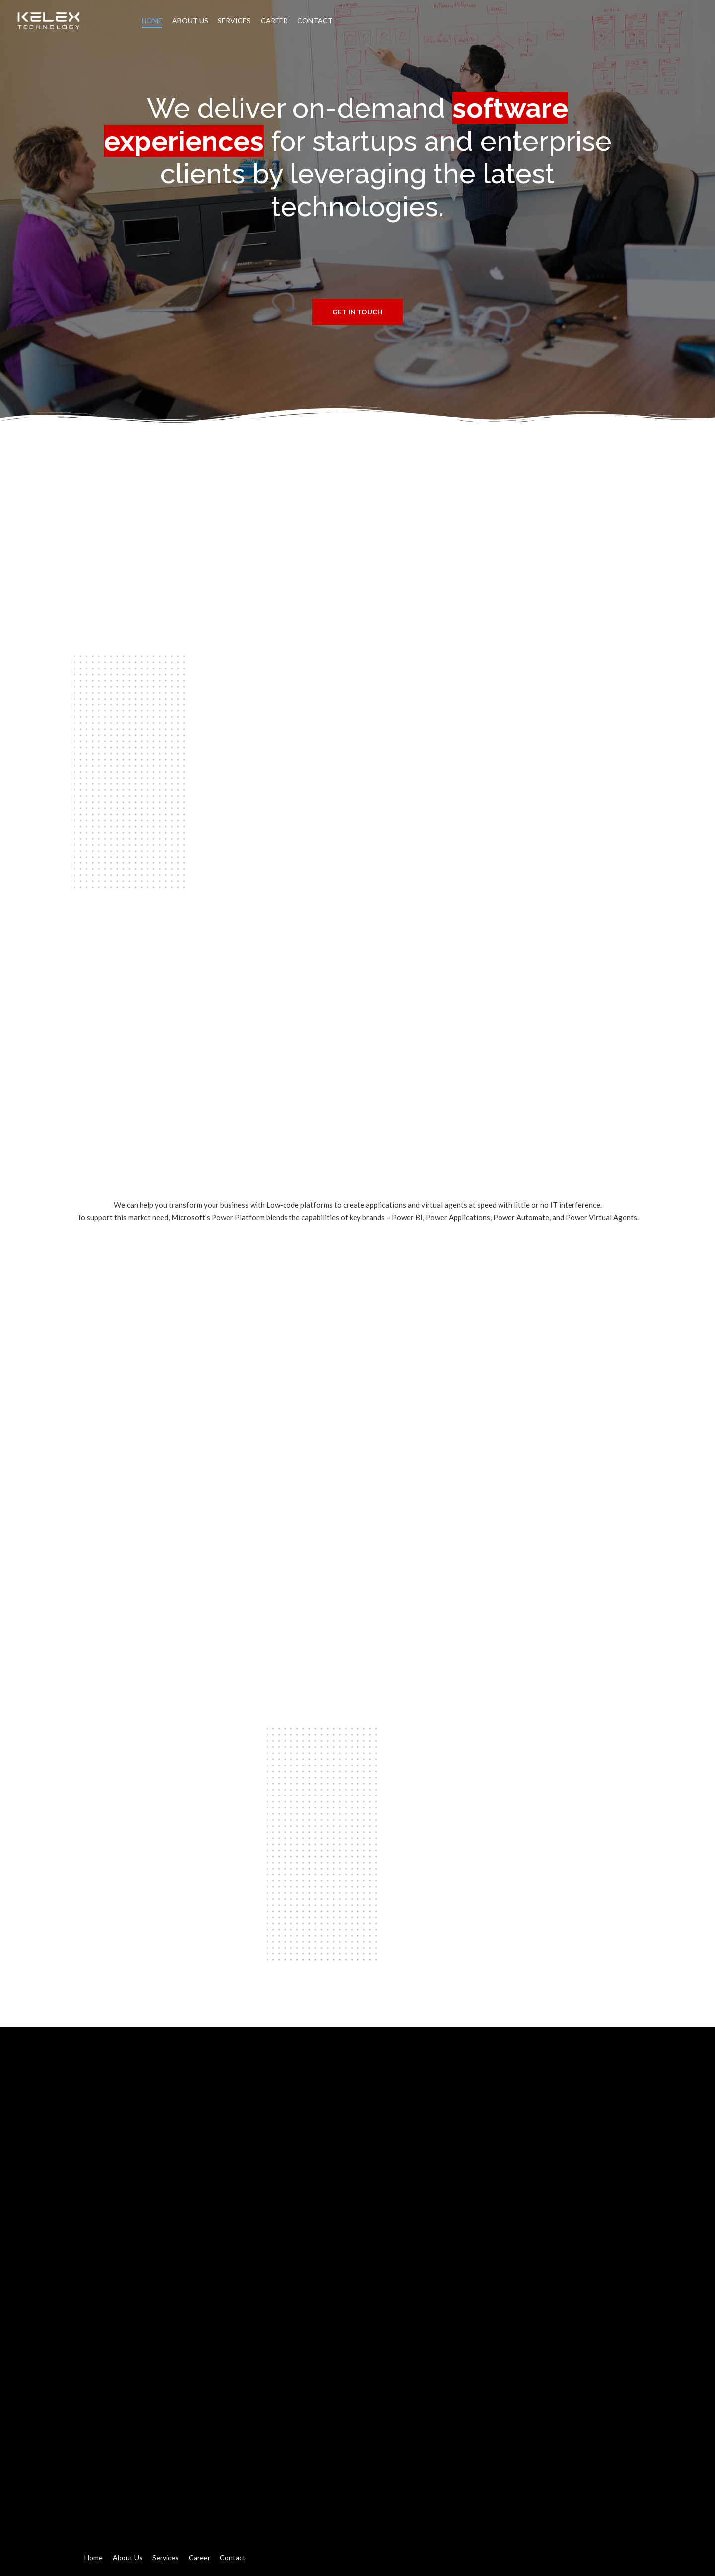 KELEX
TECHNOLOGY
HOME ABOUT US SERVICES CAREER CONTACT
We deliver on-demand software
experiences for startups and enterprise
clients by leveraging the latest
technologies.
GET IN TOUCH
We can help you transform your business with Low-code platforms to create applications and virtual agents at speed with little or no IT interference.
To support this market need, Microsoft's Power Platform blends the capabilities of key brands – Power BI, Power Applications, Power Automate, and Power Virtual Agents.
Home About Us Services Career Contact